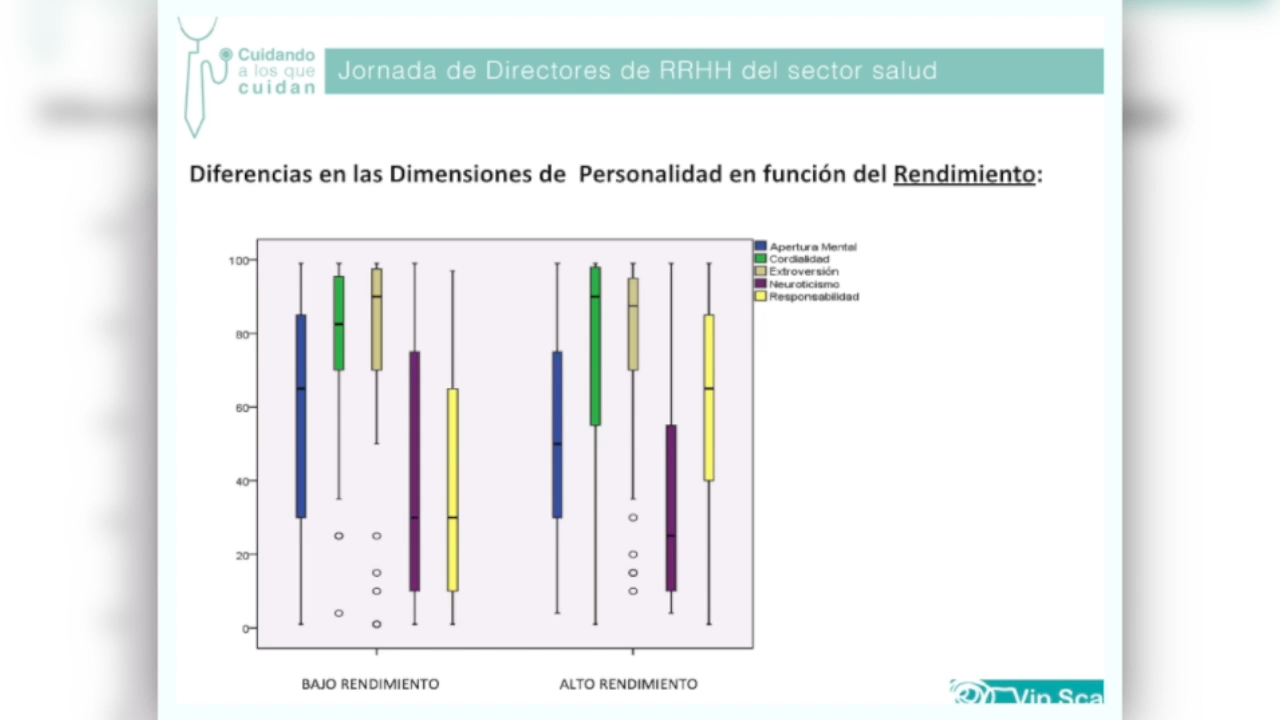 Cuidando
a los que
cuidan
Jornada de Directores de RRHH del sector salud
Diferencias en las Dimensiones de Personalidad en función del Rendimiento:
100
80
60
40
20
0
Apertura Mental
Cordialidad
Extroversión
Neuroticismo
Responsabilidad
BAJO RENDIMIENTO
ALTO RENDIMIENTO
Vip Sca